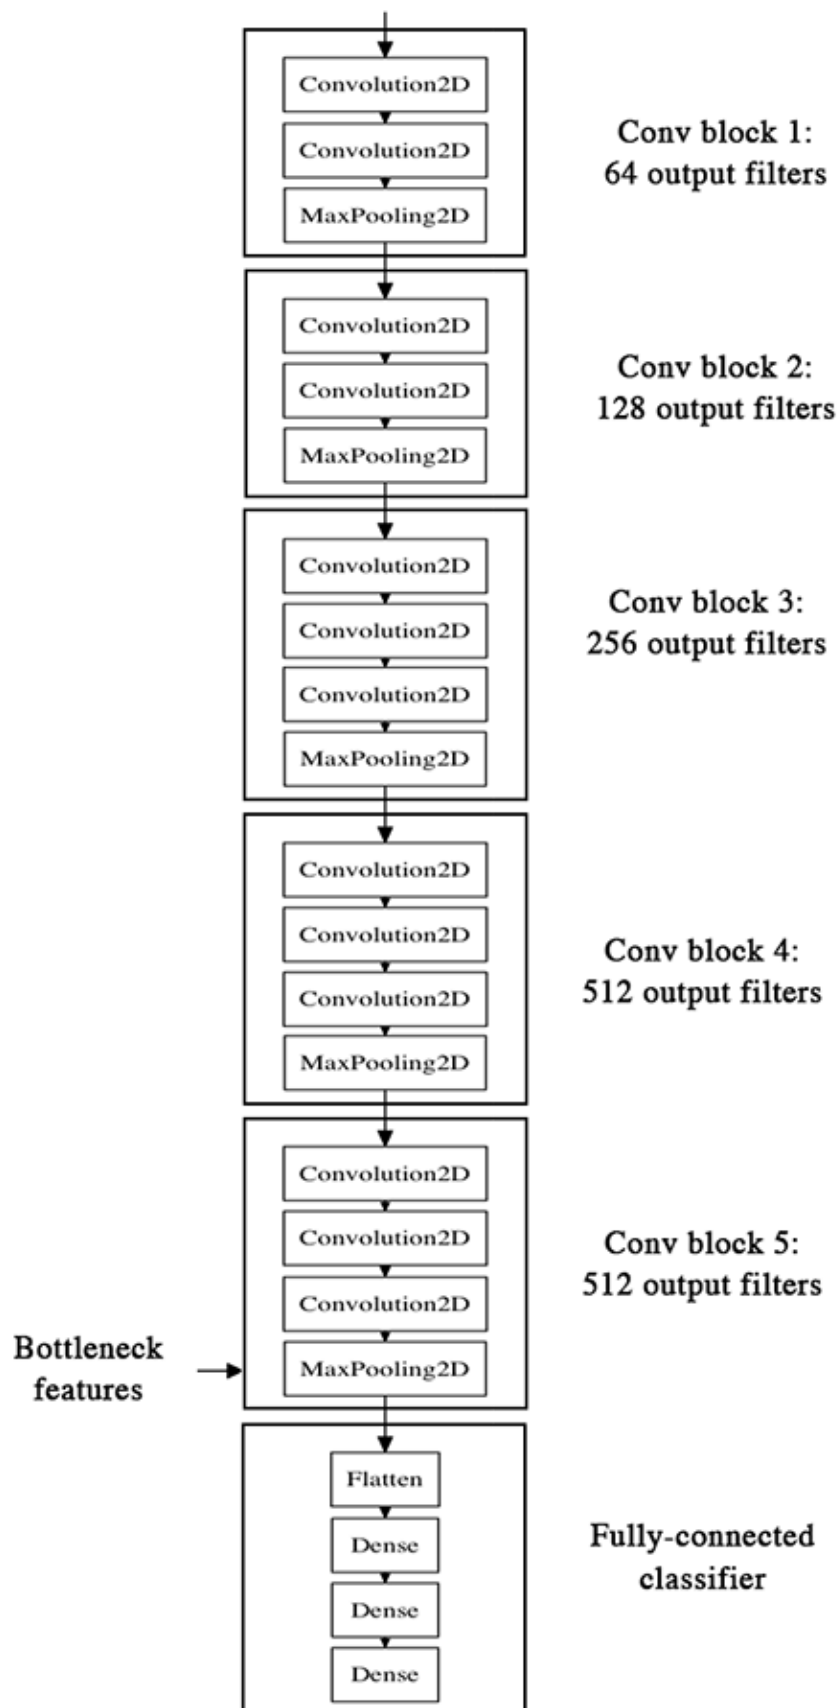 Convolution2D
Convolution2D
MaxPooling2D
Conv block 1:
64 output filters
Convolution2D
Convolution2D
MaxPooling2D
Conv block 2:
128 output filters
Convolution2D
Convolution2D
Convolution2D
MaxPooling2D
Conv block 3:
256 output filters
Convolution2D
Convolution2D
Convolution2D
MaxPooling2D
Conv block 4:
512 output filters
Convolution2D
Convolution2D
Convolution2D
MaxPooling2D
Conv block 5:
512 output filters
Bottleneck
features
Flatten
Dense
Dense
Dense
Fully-connected
classifier